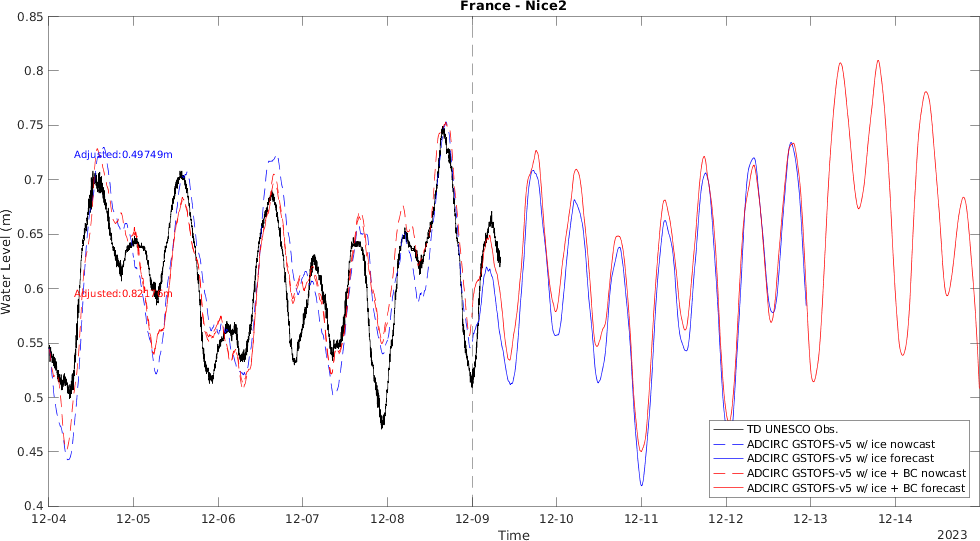 France - Nice2
0.85
0.8
0.75
0.7
0.65
0.6
0.55
0.5
0.45
0.4
Water Level (m)
Adjusted:0.49749m
12-04
12-05
12-06
12-07
12-08
12-09
12-10
12-11
12-12
12-13
12-14
Time
2023
TD UNESCO Obs.
ADCIRC GSTOFS-v5 w/ ice nowcast
ADCIRC GSTOFS-v5 w/ ice forecast
ADCIRC GSTOFS-v5 w/ ice + BC nowcast
ADCIRC GSTOFS-v5 w/ ice + BC forecast